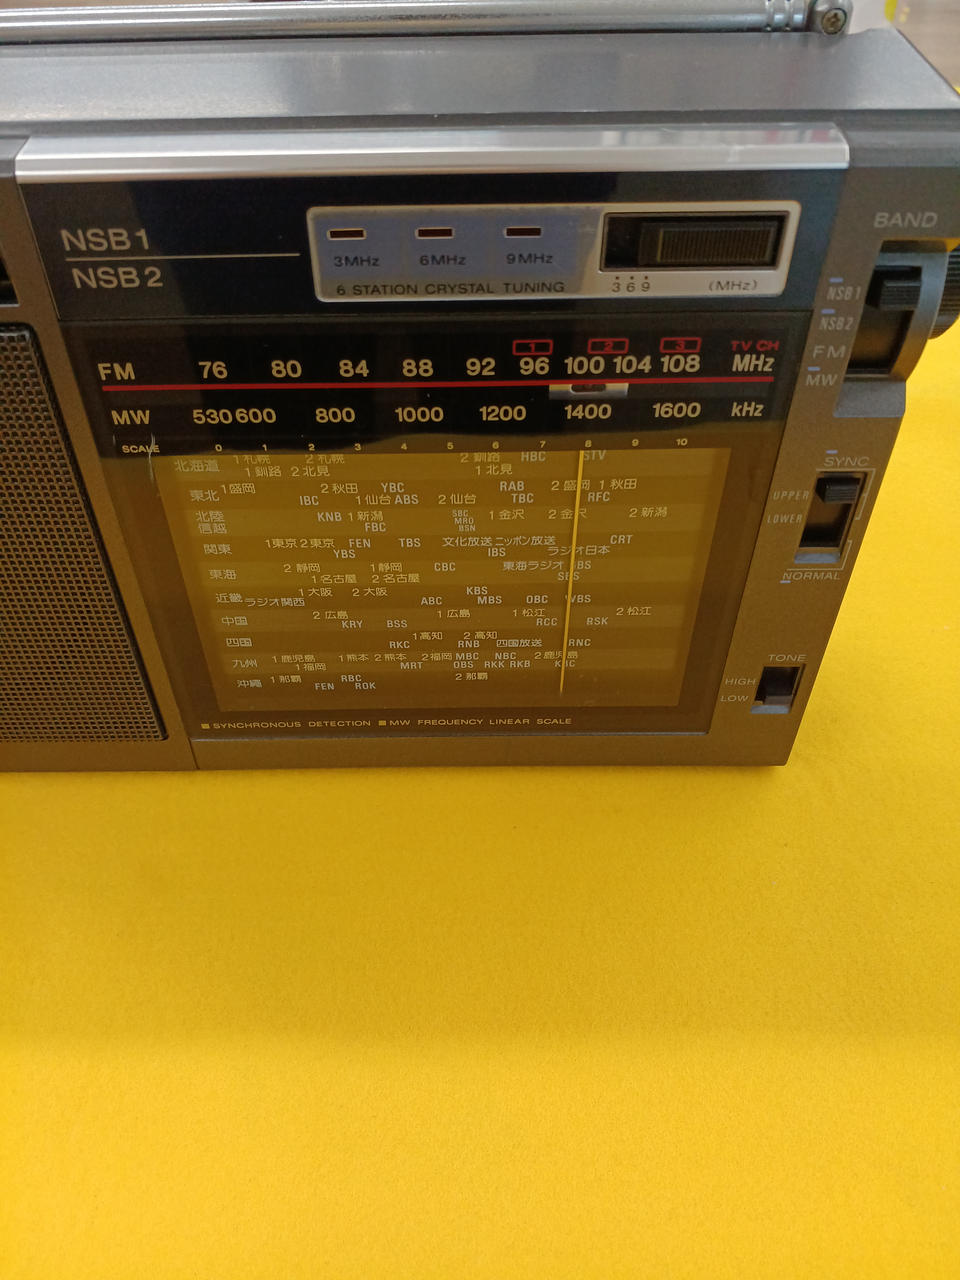 NSB1
NSB2
3MHz 6MHz 9MHz
6 STATION CRYSTAL TUNING
3 6 9 (MHz)
BAND
NSB1
NSB2
FM
MW
1 2 3 TV CH
FM 76 80 84 88 92 96 100 104 108 MHz
MW 530 600 800 1000 1200 1400 1600 kHz
SCALE 0 1 2 3 4 5 6 7 8 9 10
北海道 1札幌 2札幌 2釧路 HBC STV
1釧路 2北見 1北見
東北 1盛岡 2秋田 YBC RAB 2盛岡 1秋田
IBC 1仙台 ABS 2仙台 TBC RFC
北陸 KNB 1新潟 SBC 1金沢 2金沢 2新潟
信越 FBC MRO
BSN
関東 1東京 2東京 FEN TBS 文化放送 ニッポン放送 CRT
YBS IBS ラジオ日本
東海 2静岡 1静岡 CBC 東海ラジオ
1名古屋 2名古屋 SBS
近畿 1大阪 2大阪 KBS
ラジオ関西 ABC MBS OBC WBS
中国 2広島 1広島 1松江 2松江
KRY BSS RCC RSK
四国 1高知 2高知
RKC RNB 四国放送 RNC
九州 1鹿児島 1熊本 2熊本 2福岡 MBC NBC 2鹿児島
1福岡 MRT OBS RKK RKB
沖縄 1那覇 RBC 2那覇
FEN ROK
SYNCHRONOUS DETECTION MW FREQUENCY LINEAR SCALE
SYNC
UPPER
LOWER
NORMAL
TONE
HIGH
LOW